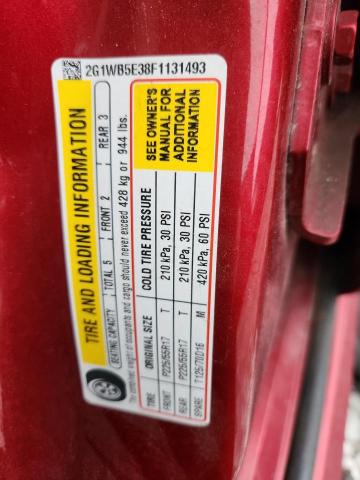 2G1WB5E38F1131493
TIRE AND LOADING INFORMATION
SEATING CAPACITY TOTAL 5 FRONT 2 REAR 3
The combined weight of occupants and cargo should never exceed 428 kg or 944 lbs.
TIRE ORIGINAL SIZE COLD TIRE PRESSURE
FRONT P225/55R17 T 210 kPa, 30 PSI
REAR P225/55R17 T 210 kPa, 30 PSI
SPARE T125/70D16 M 420 kPa, 60 PSI
SEE OWNER'S
MANUAL FOR
ADDITIONAL
INFORMATION